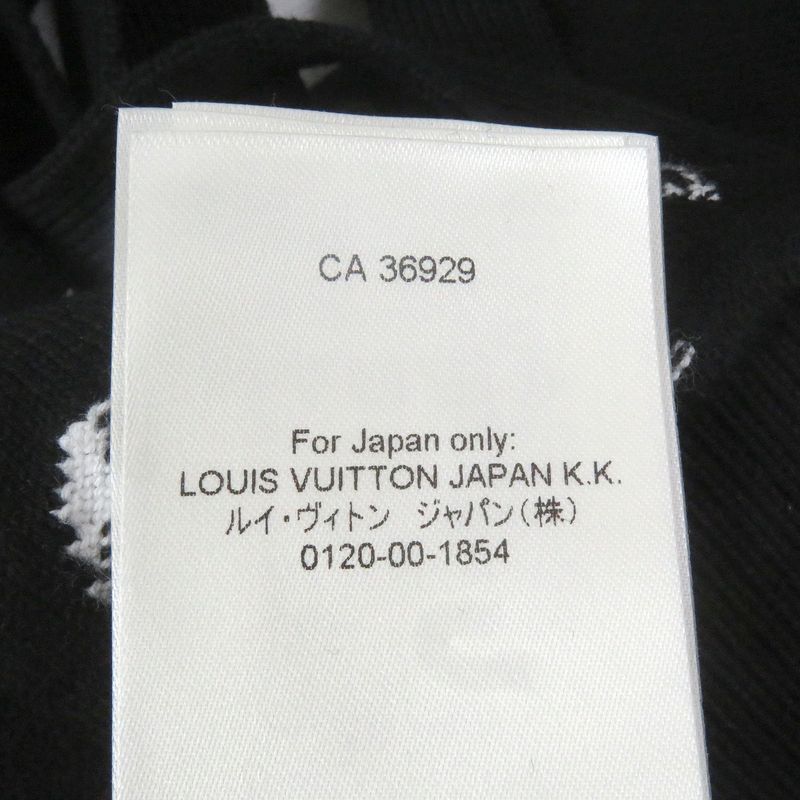 CA 36929
For Japan only:
LOUIS VUITTON JAPAN K.K.
ルイ・ヴィトン　ジャパン(株)
0120-00-1854